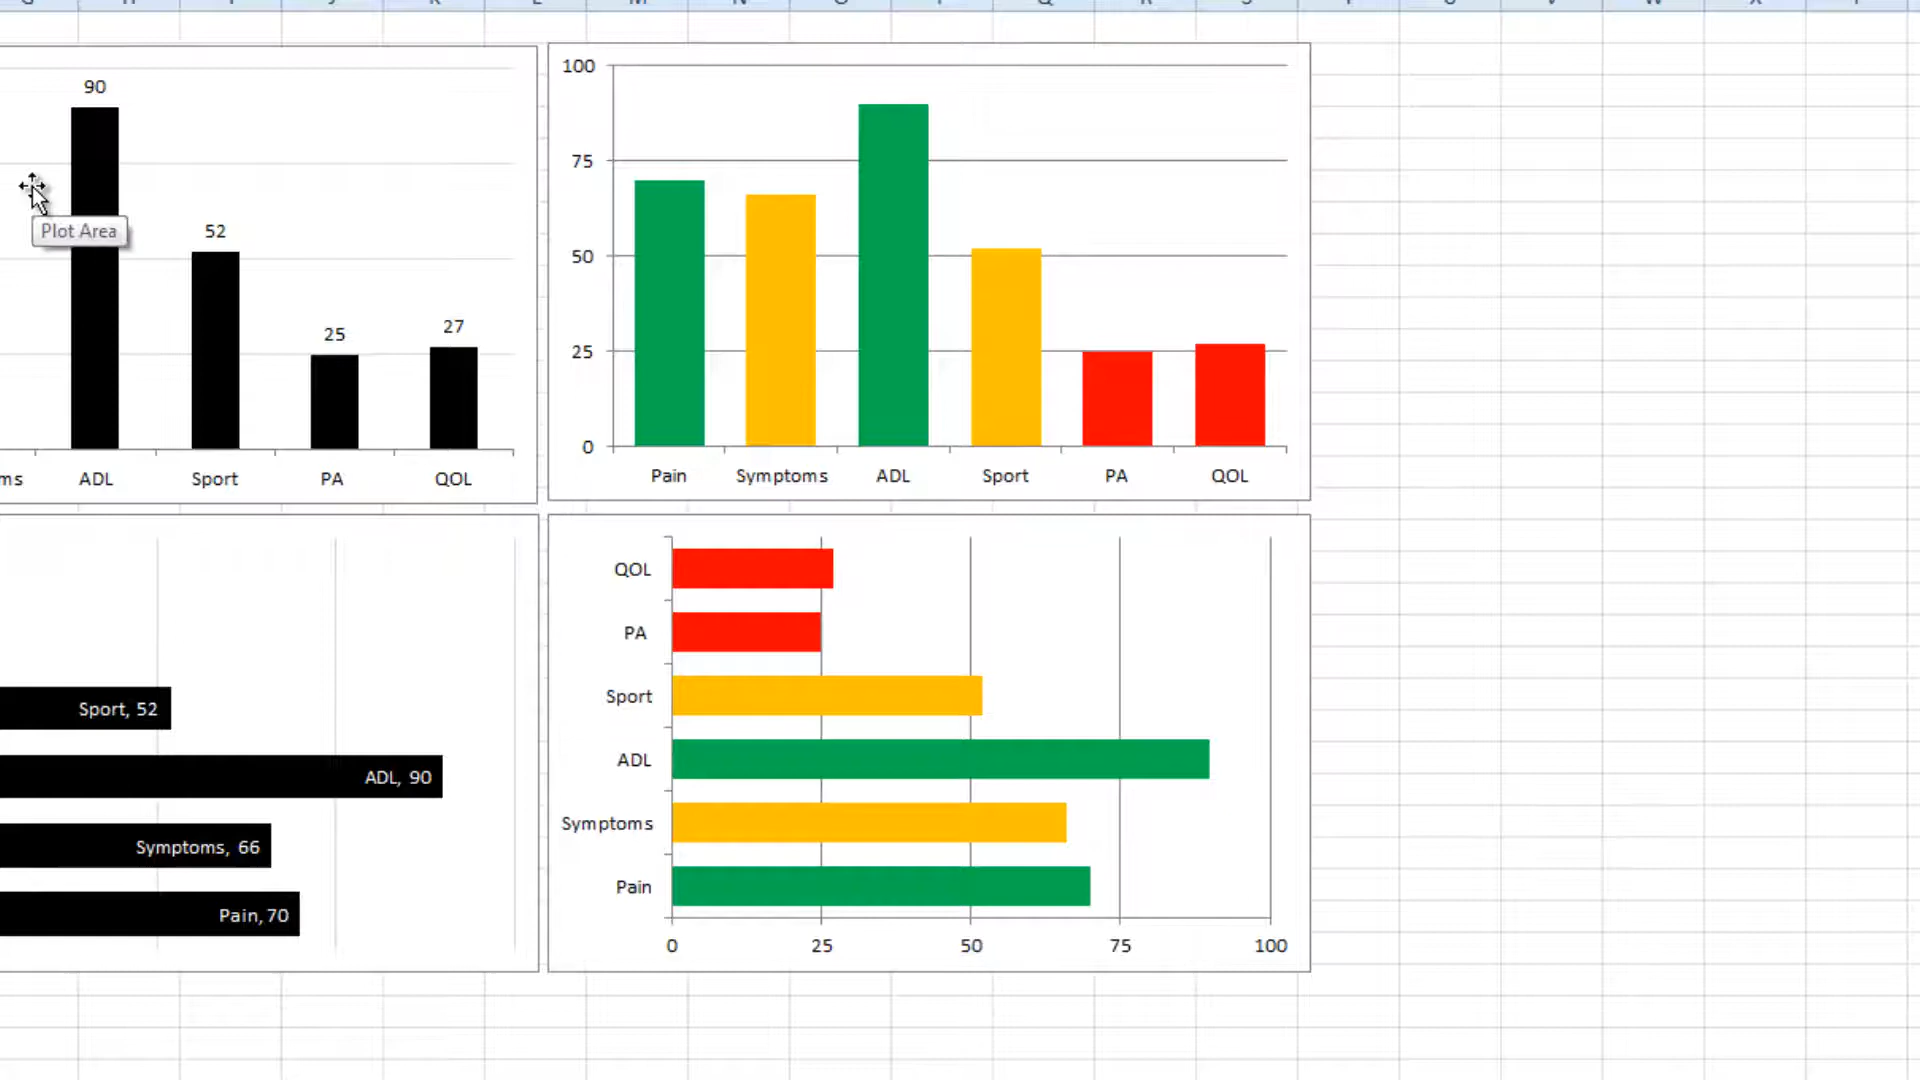 90
52
25
27
Plot Area
ms ADL Sport PA QOL
100
75
50
25
0
Pain Symptoms ADL Sport PA QOL
Sport, 52
ADL, 90
Symptoms, 66
Pain, 70
QOL
PA
Sport
ADL
Symptoms
Pain
0 25 50 75 100